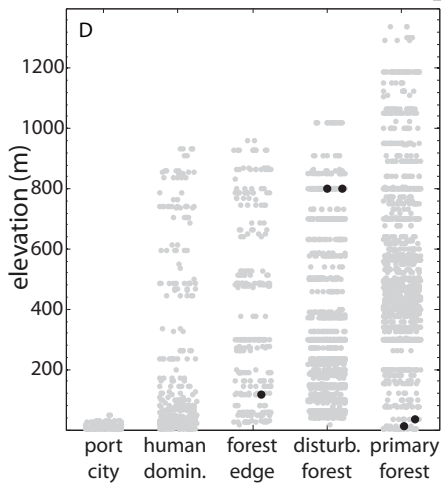 D
1200
1000
800
600
400
200
elevation (m)
port city
human domin.
forest edge
disturb. forest
primary forest